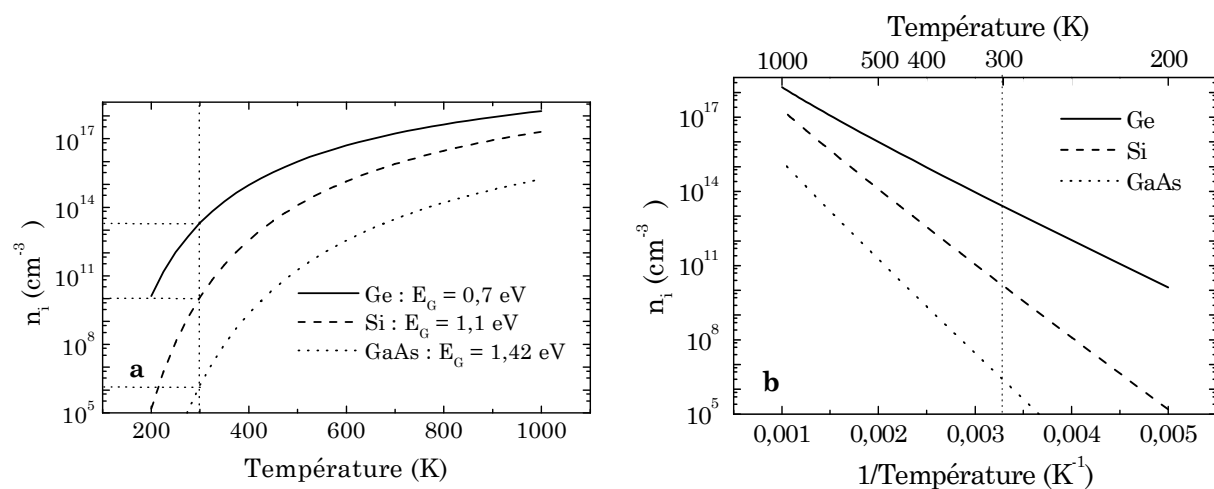 10^17
10^14
10^11
10^8
10^5
n_i (cm^-3)
Ge : E_G = 0,7 eV
Si : E_G = 1,1 eV
GaAs : E_G = 1,42 eV
a
200 400 600 800 1000
Température (K)
Température (K)
1000 500 400 300 200
10^17
10^14
10^11
10^8
10^5
n_i (cm^-3)
Ge
Si
GaAs
b
0,001 0,002 0,003 0,004 0,005
1/Température (K^-1)